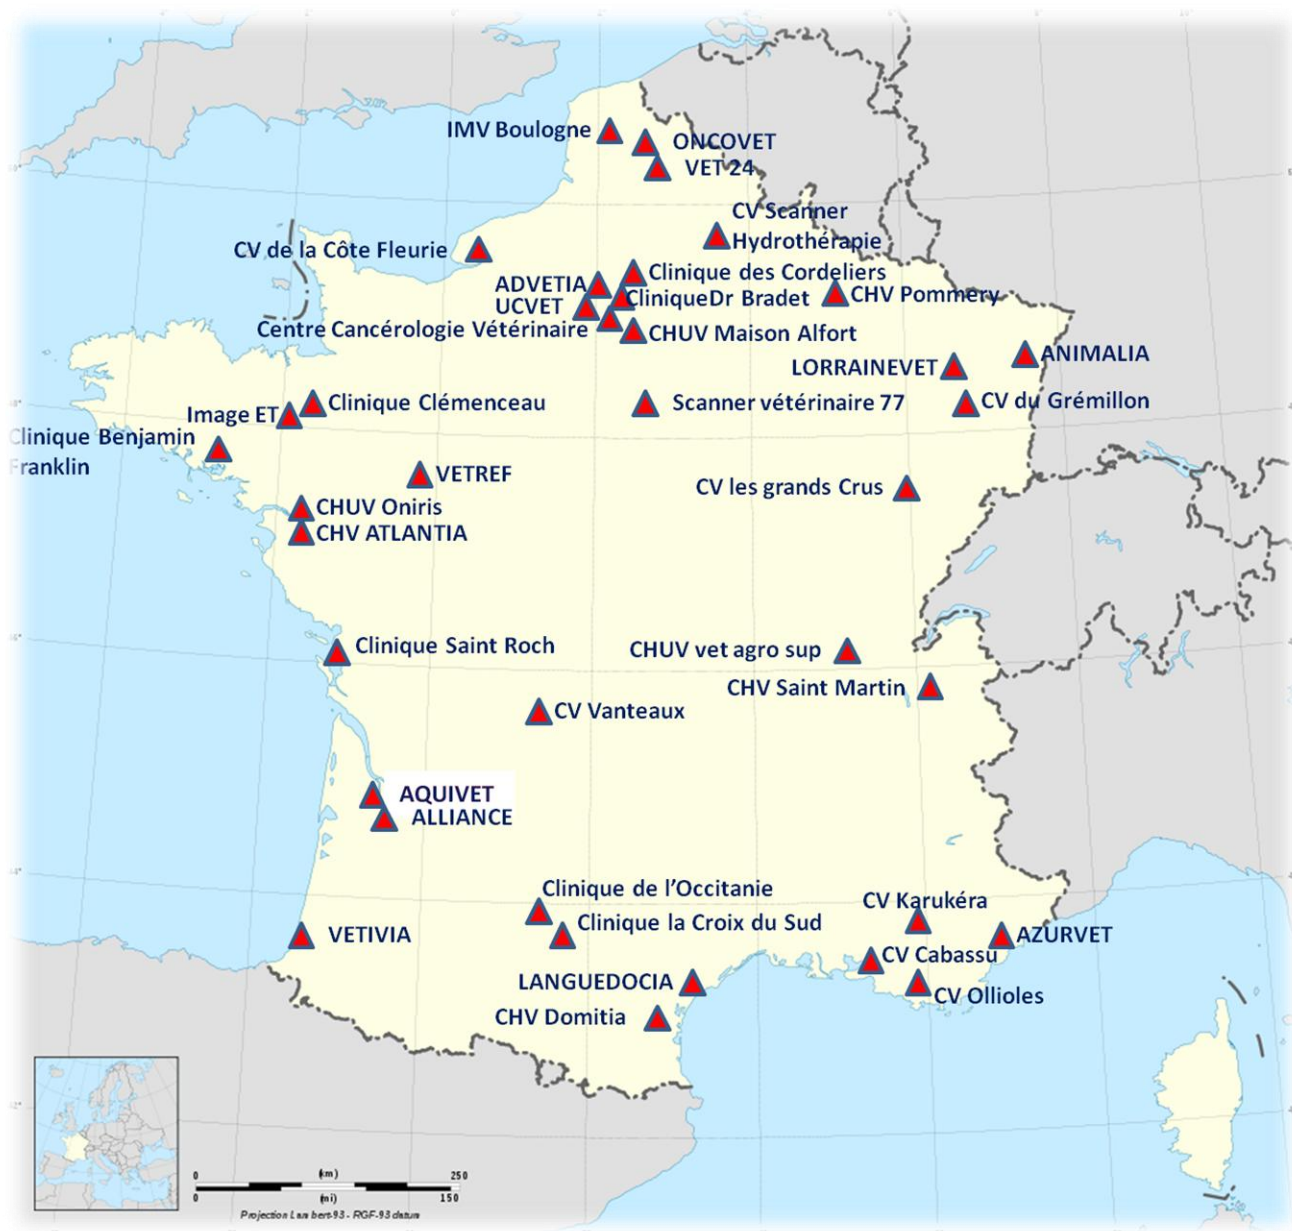 IMV Boulogne
ONCOVET
VET 24
CV Scanner
Hydrothérapie
CV de la Côte Fleurie
Clinique des Cordeliers
ADVETIA
CliniqueDr Bradet
CHV Pommery
UCVET
Centre Cancérologie Vétérinaire
CHUV Maison Alfort
ANIMALIA
LORRAINEVET
Clinique Clémenceau
Scanner vétérinaire 77
CV du Grémillon
Image ET
Clinique Benjamin
Franklin
VETREF
CV les grands Crus
CHUV Oniris
CHV ATLANTIA
Clinique Saint Roch
CHUV vet agro sup
CHV Saint Martin
CV Vanteaux
AQUIVET
ALLIANCE
Clinique de l’Occitanie
CV Karukéra
Clinique la Croix du Sud
VETIVIA
AZURVET
CV Cabassu
LANGUEDOCIA
CV Ollioles
CHV Domitia
0 (km) 250
0 (mi) 150
Projection Lambert-93 - RGF-93 datum